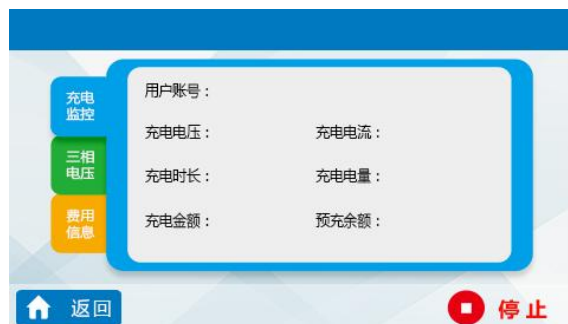 充电
监控
三相
电压
费用
信息
用户账号：
充电电压： 充电电流：
充电时长： 充电电量：
充电金额： 预充余额：
返回
停止